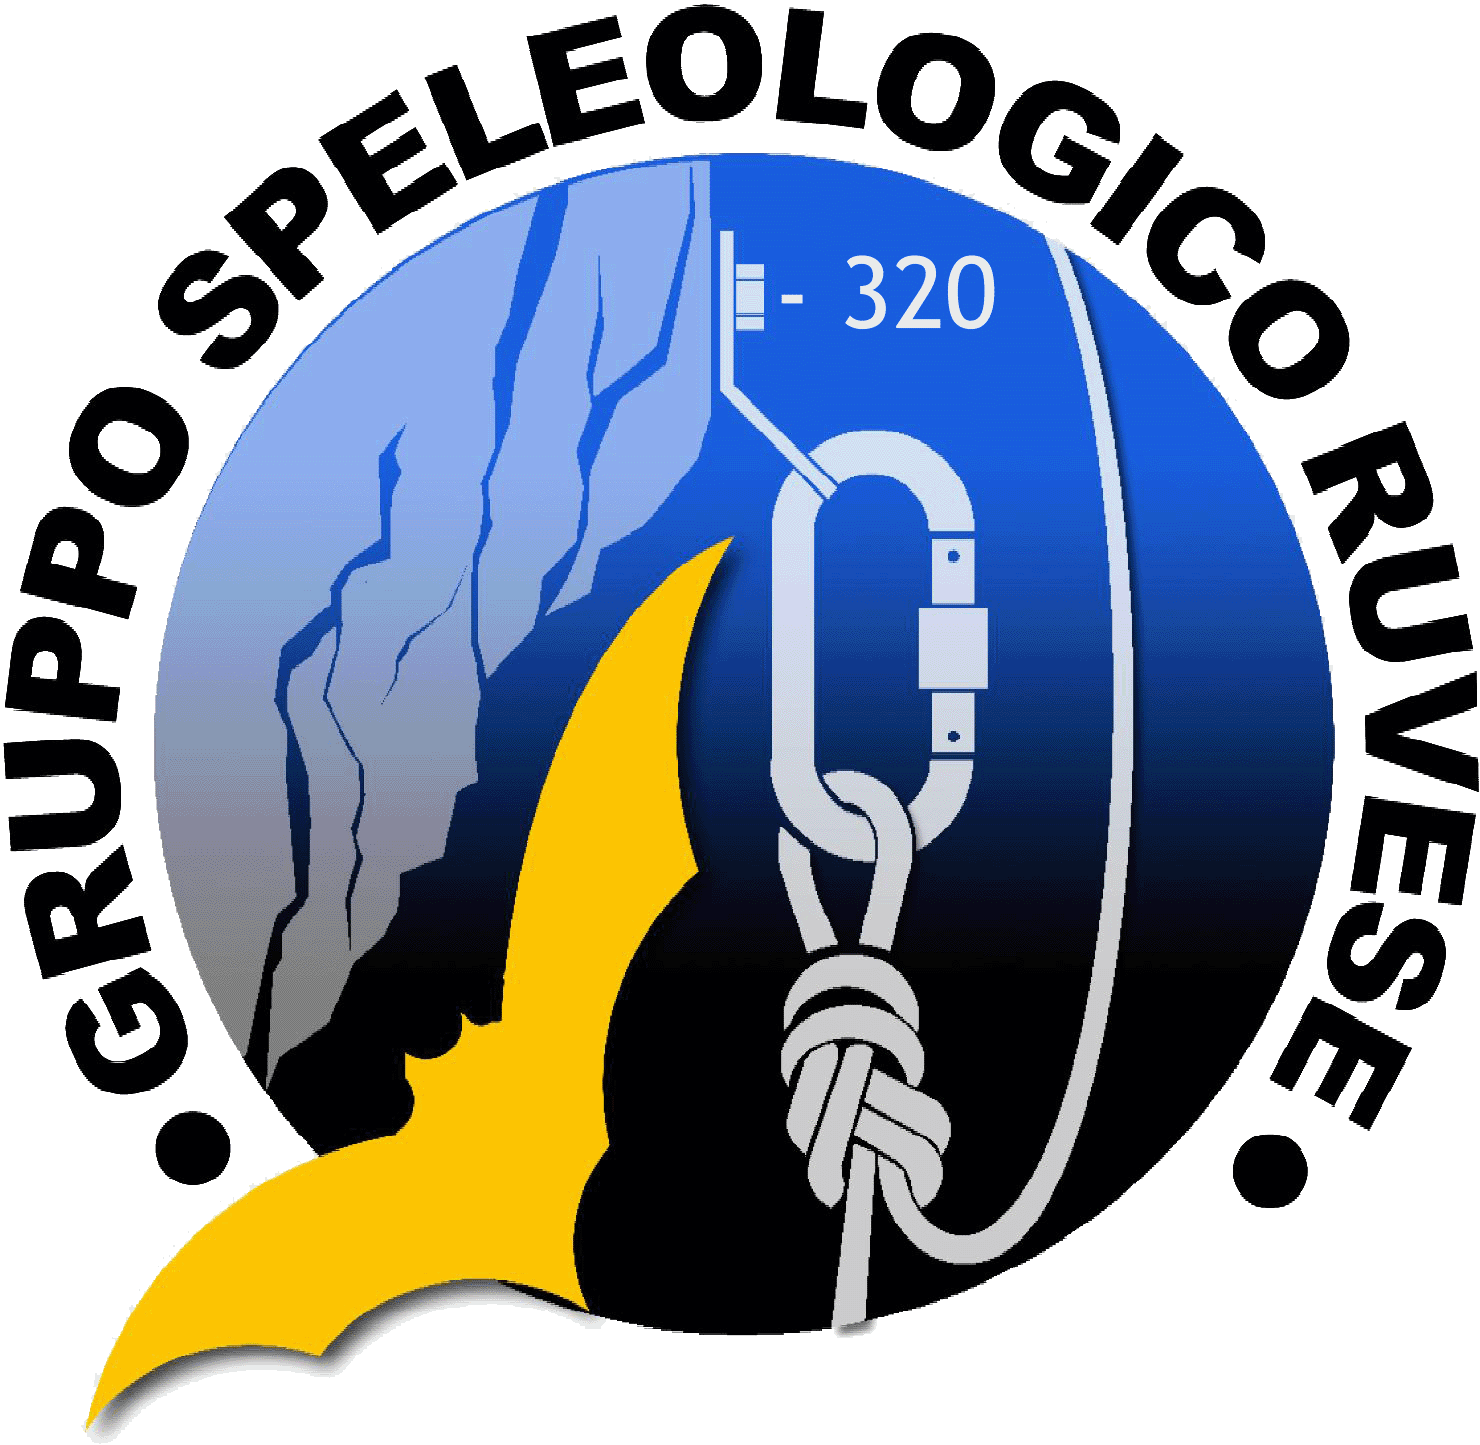 • GRUPPO SPELEOLOGICO RUVESE •
- 320